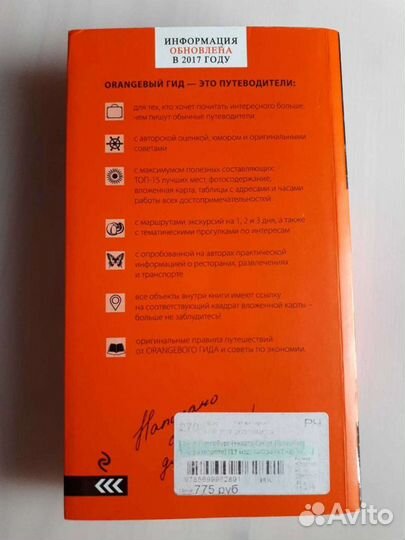 ИНФОРМАЦИЯ
ОБНОВЛЕНА
В 2017 ГОДУ
ORANGEВЫЙ ГИД — ЭТО ПУТЕВОДИТЕЛИ:
для тех, кто хочет почитать интересного больше,
чем пишут обычные путеводители
с авторской оценкой, юмором и оригинальными
советами
с максимумом полезных составляющих:
ТОП-15 лучших мест, фотосодержание,
вложенная карта, таблицы с адресами и часами
работы всех достопримечательностей
с маршрутами экскурсий на 1, 2 и 3 дня, а также
с тематическими прогулками по интересам
с опробованной на авторах практической
информацией о ресторанах, развлечениях
и транспорте
все объекты внутри книги имеют ссылку
на соответствующий квадрат вложенной карты –
больше не заблудитесь!
оригинальные правила путешествий
от ORANGEВОГО ГИДА и советы по экономии.
Написано
775 руб
Avito